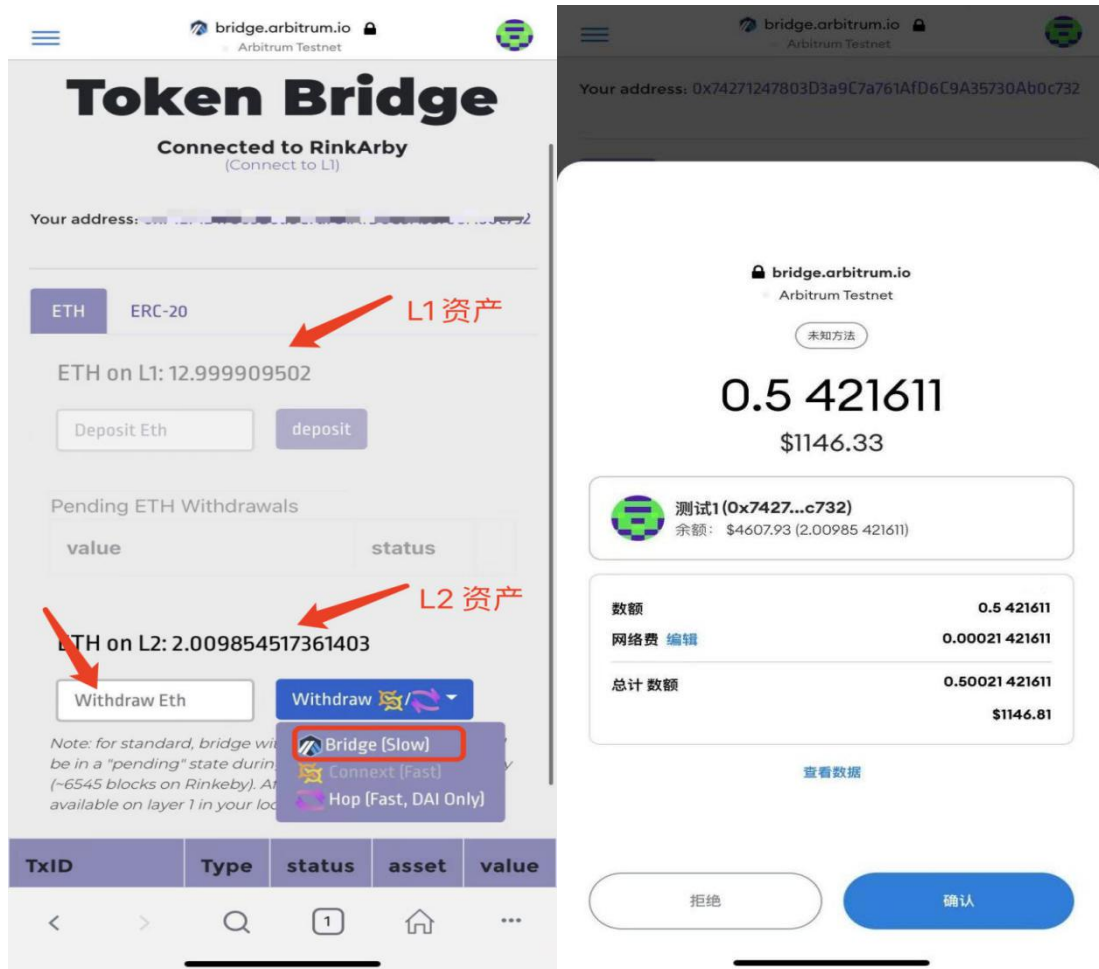 bridge.arbitrum.io
Arbitrum Testnet
Token Bridge
Connected to RinkArby
(Connect to L1)
Your address:
ETH
ERC-20
L1 资产
ETH on L1: 12.999909502
Deposit Eth
deposit
Pending ETH Withdrawals
value
status
L2 资产
ETH on L2: 2.009854517361403
Withdraw Eth
Withdraw /
Bridge (Slow)
Connext (Fast)
Hop (Fast, DAI Only)
Note: for standard, bridge wi
be in a "pending" state durin
(~6545 blocks on Rinkeby). Af
available on layer 1 in your loc
TxID
Type
status
asset
value
1
bridge.arbitrum.io
Arbitrum Testnet
Your address: 0x74271247803D3a9C7a761AfD6C9A35730Ab0c732
bridge.arbitrum.io
Arbitrum Testnet
未知方法
0.5 421611
$1146.33
测试1 (0x7427...c732)
余额: $4607.93 (2.00985 421611)
数额 0.5 421611
网络费 编辑 0.00021 421611
总计 数额 0.50021 421611
$1146.81
查看数据
拒绝
确认